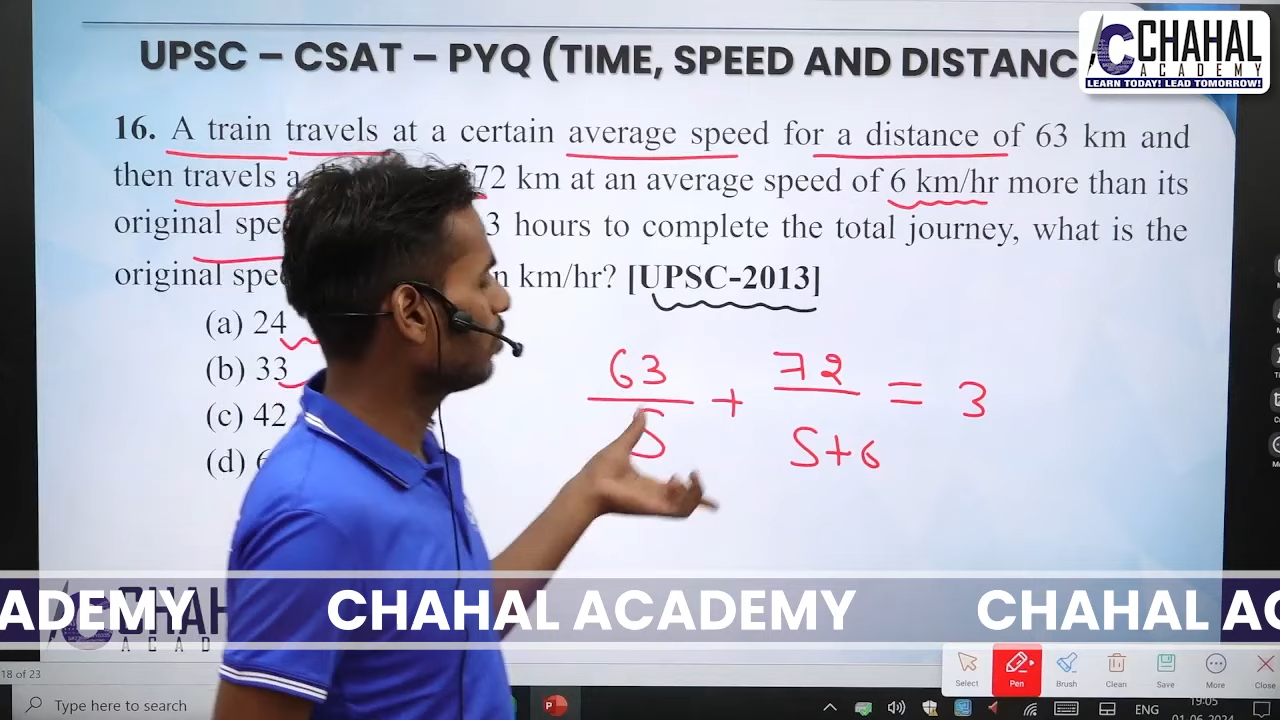 UPSC – CSAT – PYQ (TIME, SPEED AND DISTANC
CHAHAL
ACADEMY
LEARN TODAY! LEAD TOMORROW!
16. A train travels at a certain average speed for a distance of 63 km and
then travels a 72 km at an average speed of 6 km/hr more than its
original 3 hours to complete the total journey, what is the
original km/hr? [UPSC-2013]
(a) 24
(b) 33
(c) 42
(d)
63 72
+ = 3
S S+6
ADEMY CHAHAL ACADEMY CHAHAL AC
CHAH
ACAD
18 of 23
Select Pen Brush Clean Save More Close
Type here to search
ENG
19:05
01-06-2024